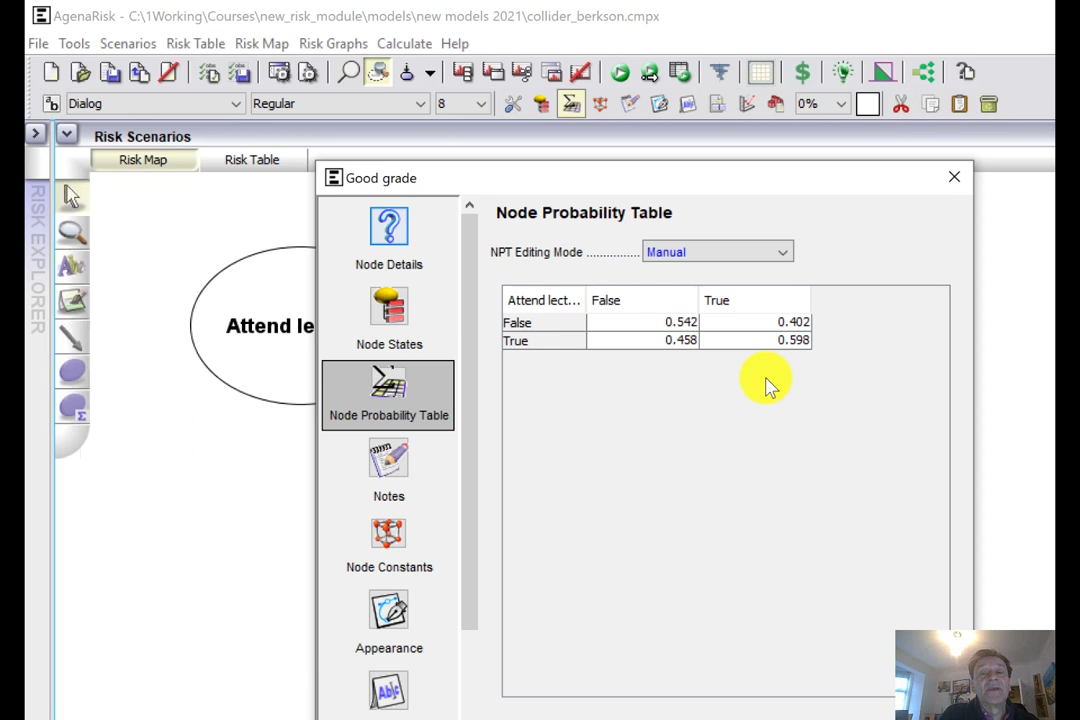 AgenaRisk - C:\1Working\Courses\new_risk_module\models\new models 2021\collider_berkson.cmpx
File Tools Scenarios Risk Table Risk Map Risk Graphs Calculate Help
Dialog Regular 8 0%
Risk Scenarios
Risk Map Risk Table
RISK EXPLORER
Attend le
Good grade
Node Details
Node States
Node Probability Table
Notes
Node Constants
Appearance
Node Probability Table
NPT Editing Mode ................ Manual
Attend lect... False True
False 0.542 0.402
True 0.458 0.598